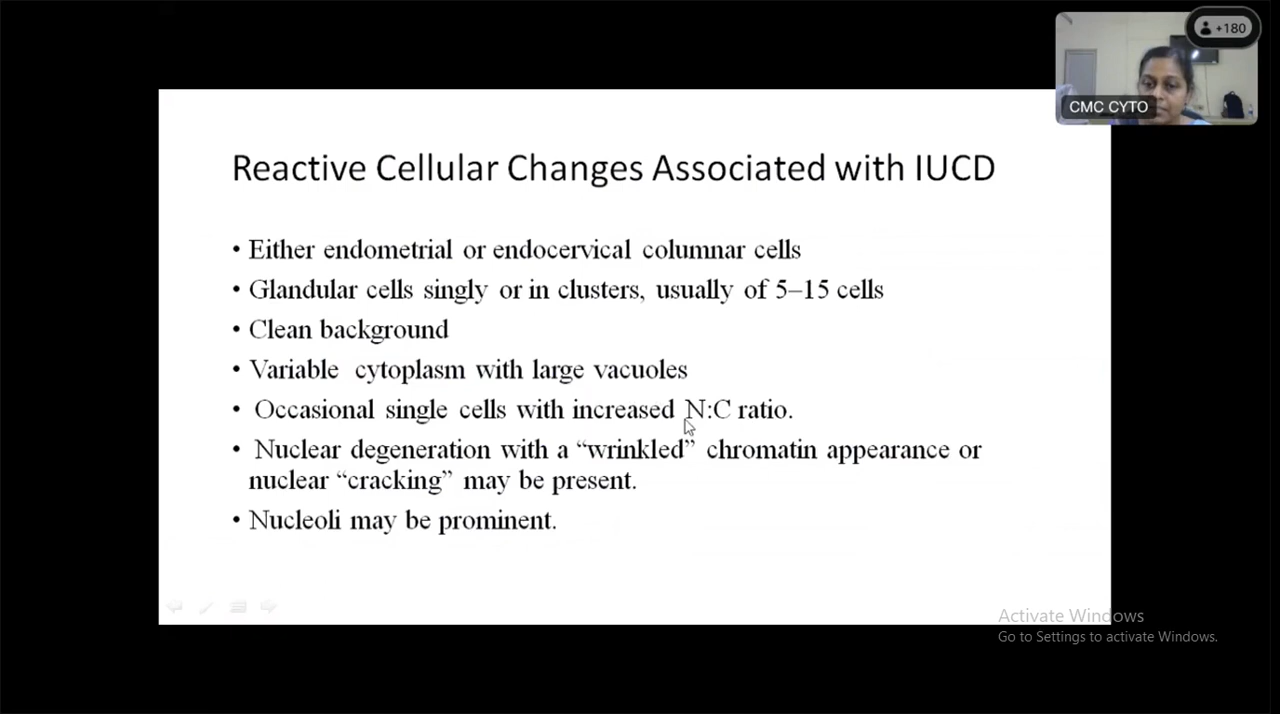 +180
CMC CYTO
Reactive Cellular Changes Associated with IUCD
• Either endometrial or endocervical columnar cells
• Glandular cells singly or in clusters, usually of 5–15 cells
• Clean background
• Variable cytoplasm with large vacuoles
• Occasional single cells with increased N:C ratio.
• Nuclear degeneration with a “wrinkled” chromatin appearance or
nuclear “cracking” may be present.
• Nucleoli may be prominent.
Activate Windows
Go to Settings to activate Windows.